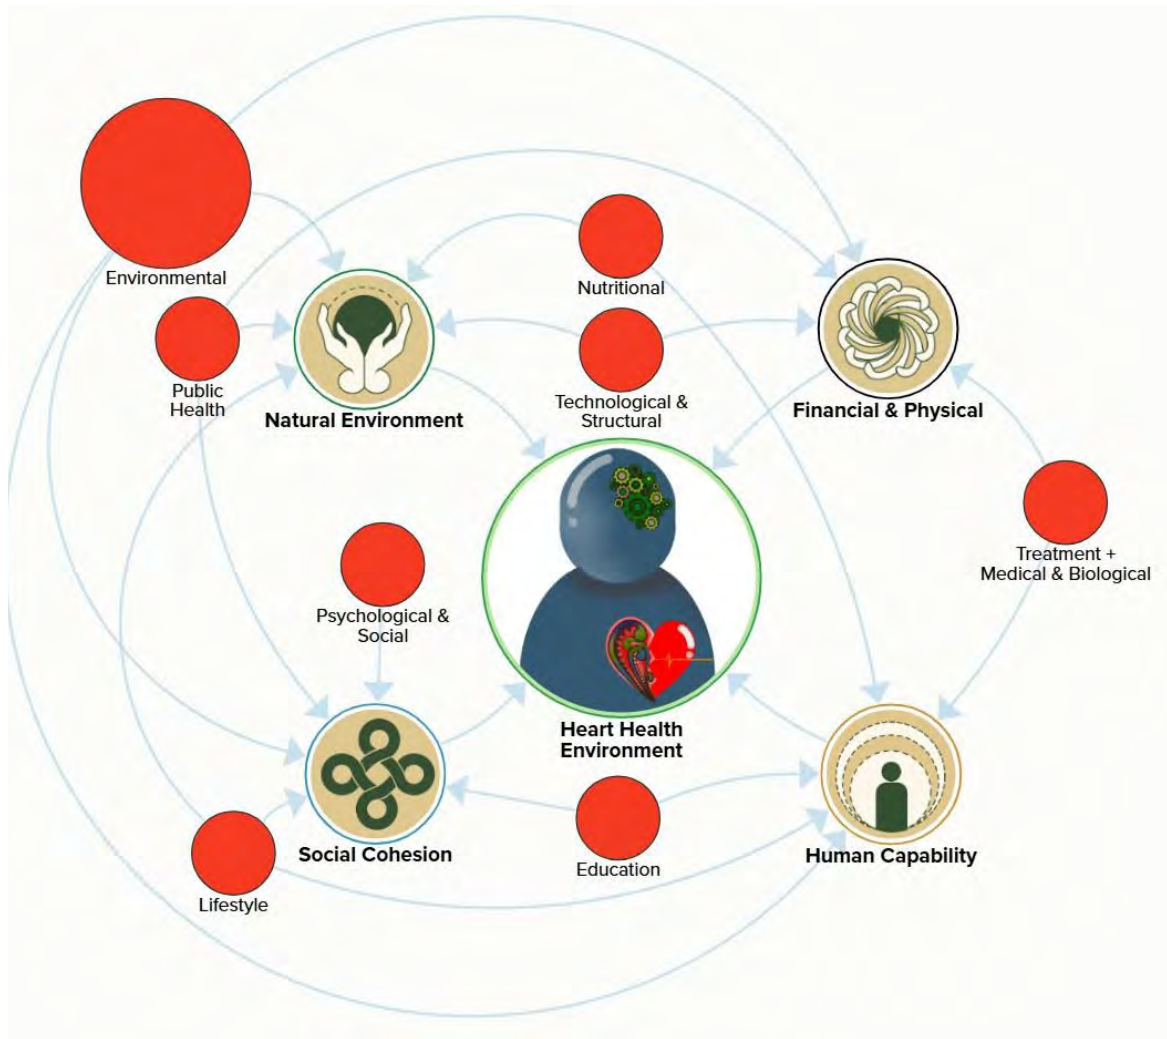 Environmental
Nutritional
Public
Health
Natural Environment
Technological &
Structural
Financial & Physical
Treatment +
Medical & Biological
Psychological &
Social
Heart Health
Environment
Social Cohesion
Education
Human Capability
Lifestyle